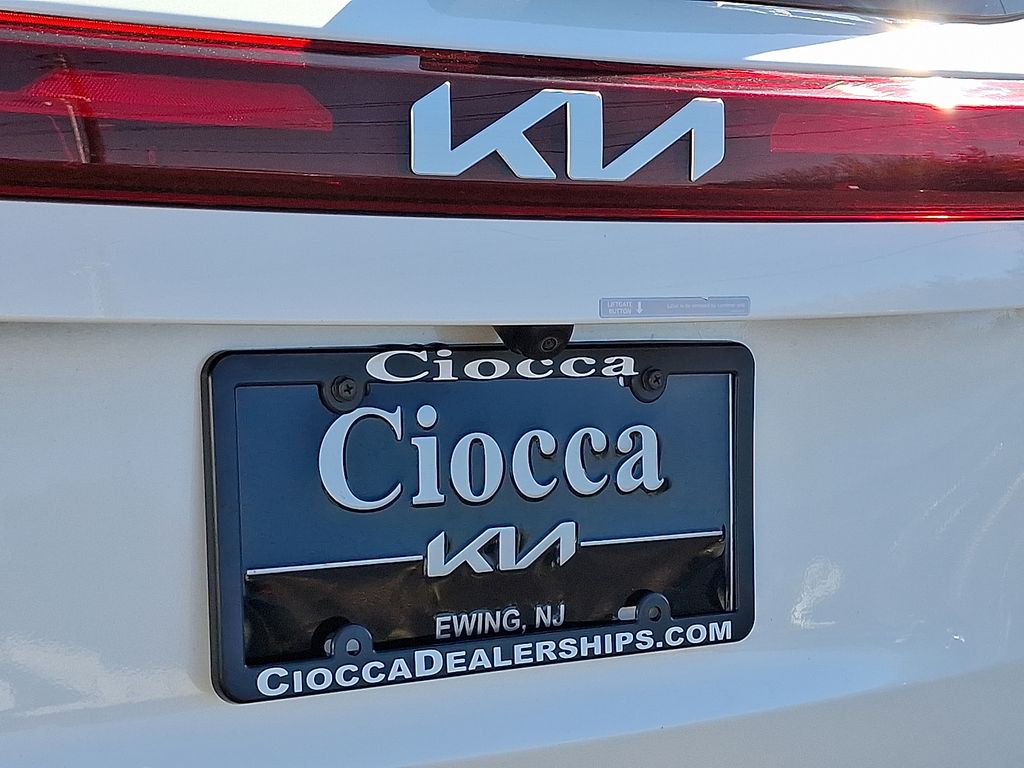 KIA
LIFTGATE
BUTTON
Ciocca
Ciocca
KIA
EWING, NJ
CIOCCADEALERSHIPS.COM